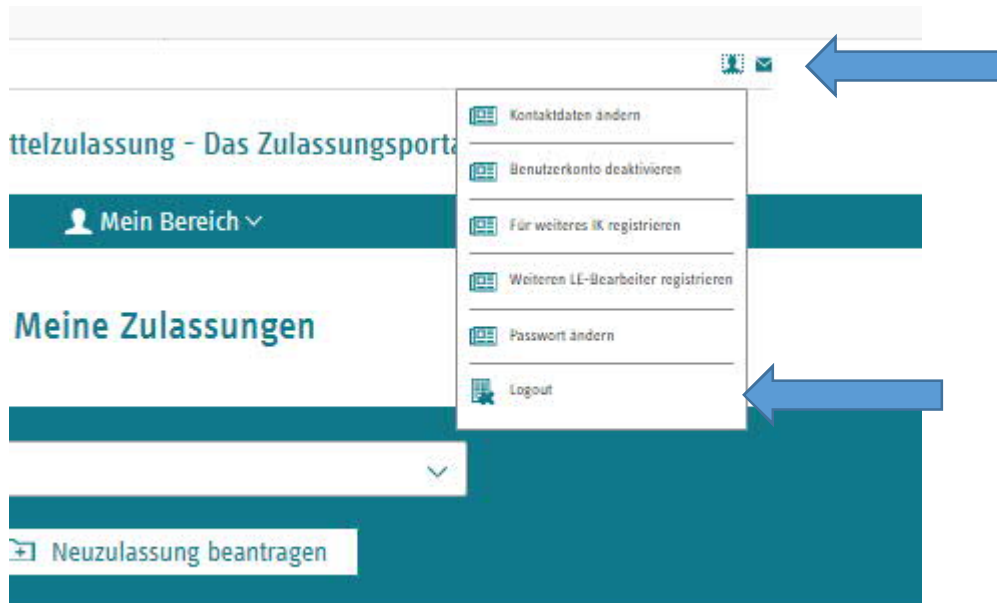 ttelzulassung - Das Zulassungsporta
Mein Bereich
Meine Zulassungen
Neuzulassung beantragen
Kontaktdaten ändern
Benutzerkonto deaktivieren
Für weiteres IK registrieren
Weiteren LE-Bearbeiter registrieren
Passwort ändern
Logout